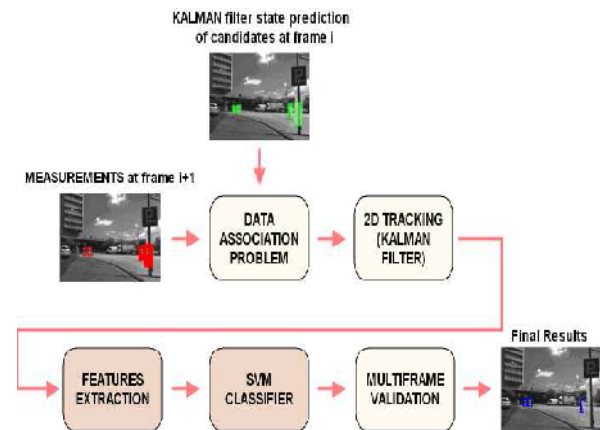 KALMAN filter state prediction
of candidates at frame i
MEASUREMENTS at frame i+1
DATA
ASSOCIATION
PROBLEM
2D TRACKING
(KALMAN
FILTER)
Final Results
FEATURES
EXTRACTION
SVM
CLASSIFIER
MULTIFRAME
VALIDATION
P
P